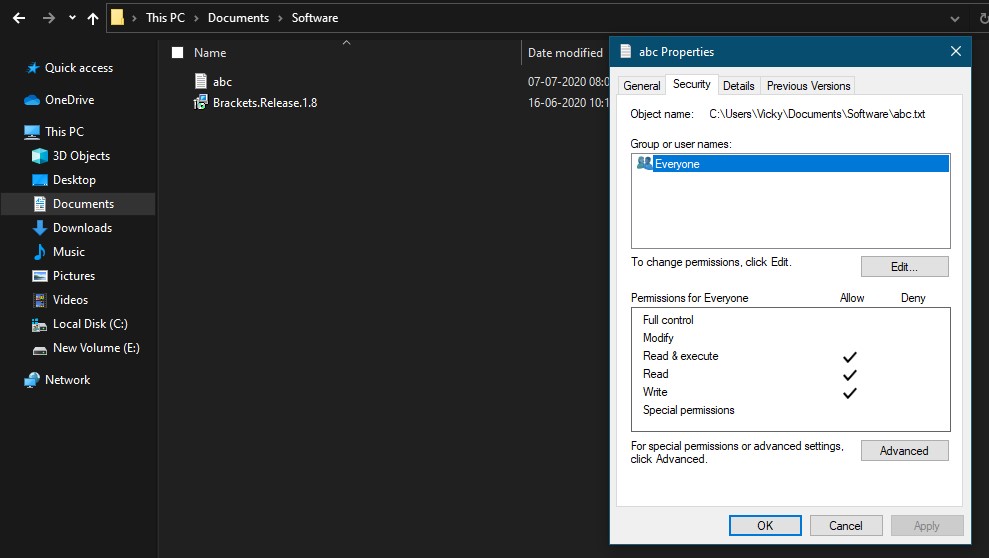 This PC > Documents > Software
Quick access
OneDrive
This PC
3D Objects
Desktop
Documents
Downloads
Music
Pictures
Videos
Local Disk (C:)
New Volume (E:)
Network
Name
Date modified
abc
07-07-2020 08:0
Brackets.Release.1.8
16-06-2020 10:1
abc Properties
General
Security
Details
Previous Versions
Object name:
C:\Users\Vicky\Documents\Software\abc.txt
Group or user names:
Everyone
To change permissions, click Edit.
Edit...
Permissions for Everyone
Allow
Deny
Full control
Modify
Read & execute
Read
Write
Special permissions
For special permissions or advanced settings,
click Advanced.
Advanced
OK
Cancel
Apply